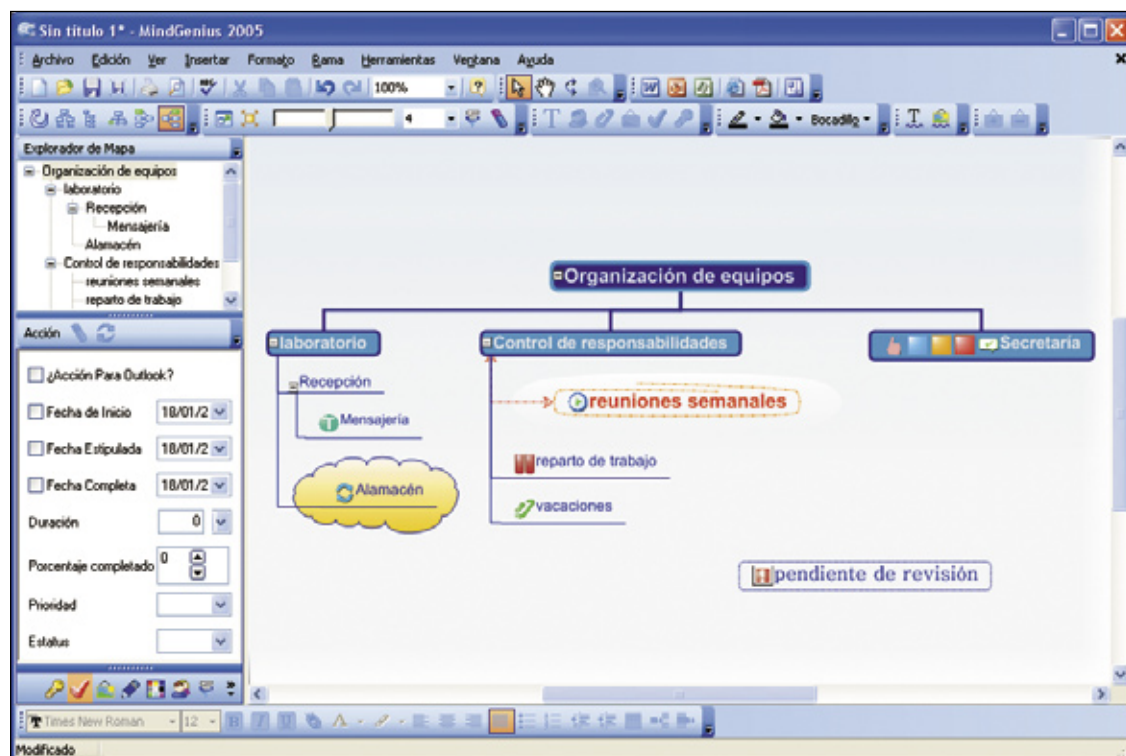 Sin título 1* - MindGenius 2005
Archivo Edición Ver Insertar Formato Rama Herramientas Ventana Ayuda
100%
4 Bocadillo
Explorador de Mapa
Organización de equipos
laboratorio
Recepción
Mensajería
Alamacén
Control de responsabilidades
reuniones semanales
reparto de trabajo
Acción
¿Acción Para Outlook?
Fecha de Inicio 18/01/2
Fecha Estipulada 18/01/2
Fecha Completa 18/01/2
Duración 0
Porcentaje completado 0
Prioridad
Estatus
Organización de equipos
laboratorio Control de responsabilidades Secretaría
Recepción
Mensajería
Alamacén
reuniones semanales
reparto de trabajo
vacaciones
pendiente de revisión
Times New Roman 12
Modificado